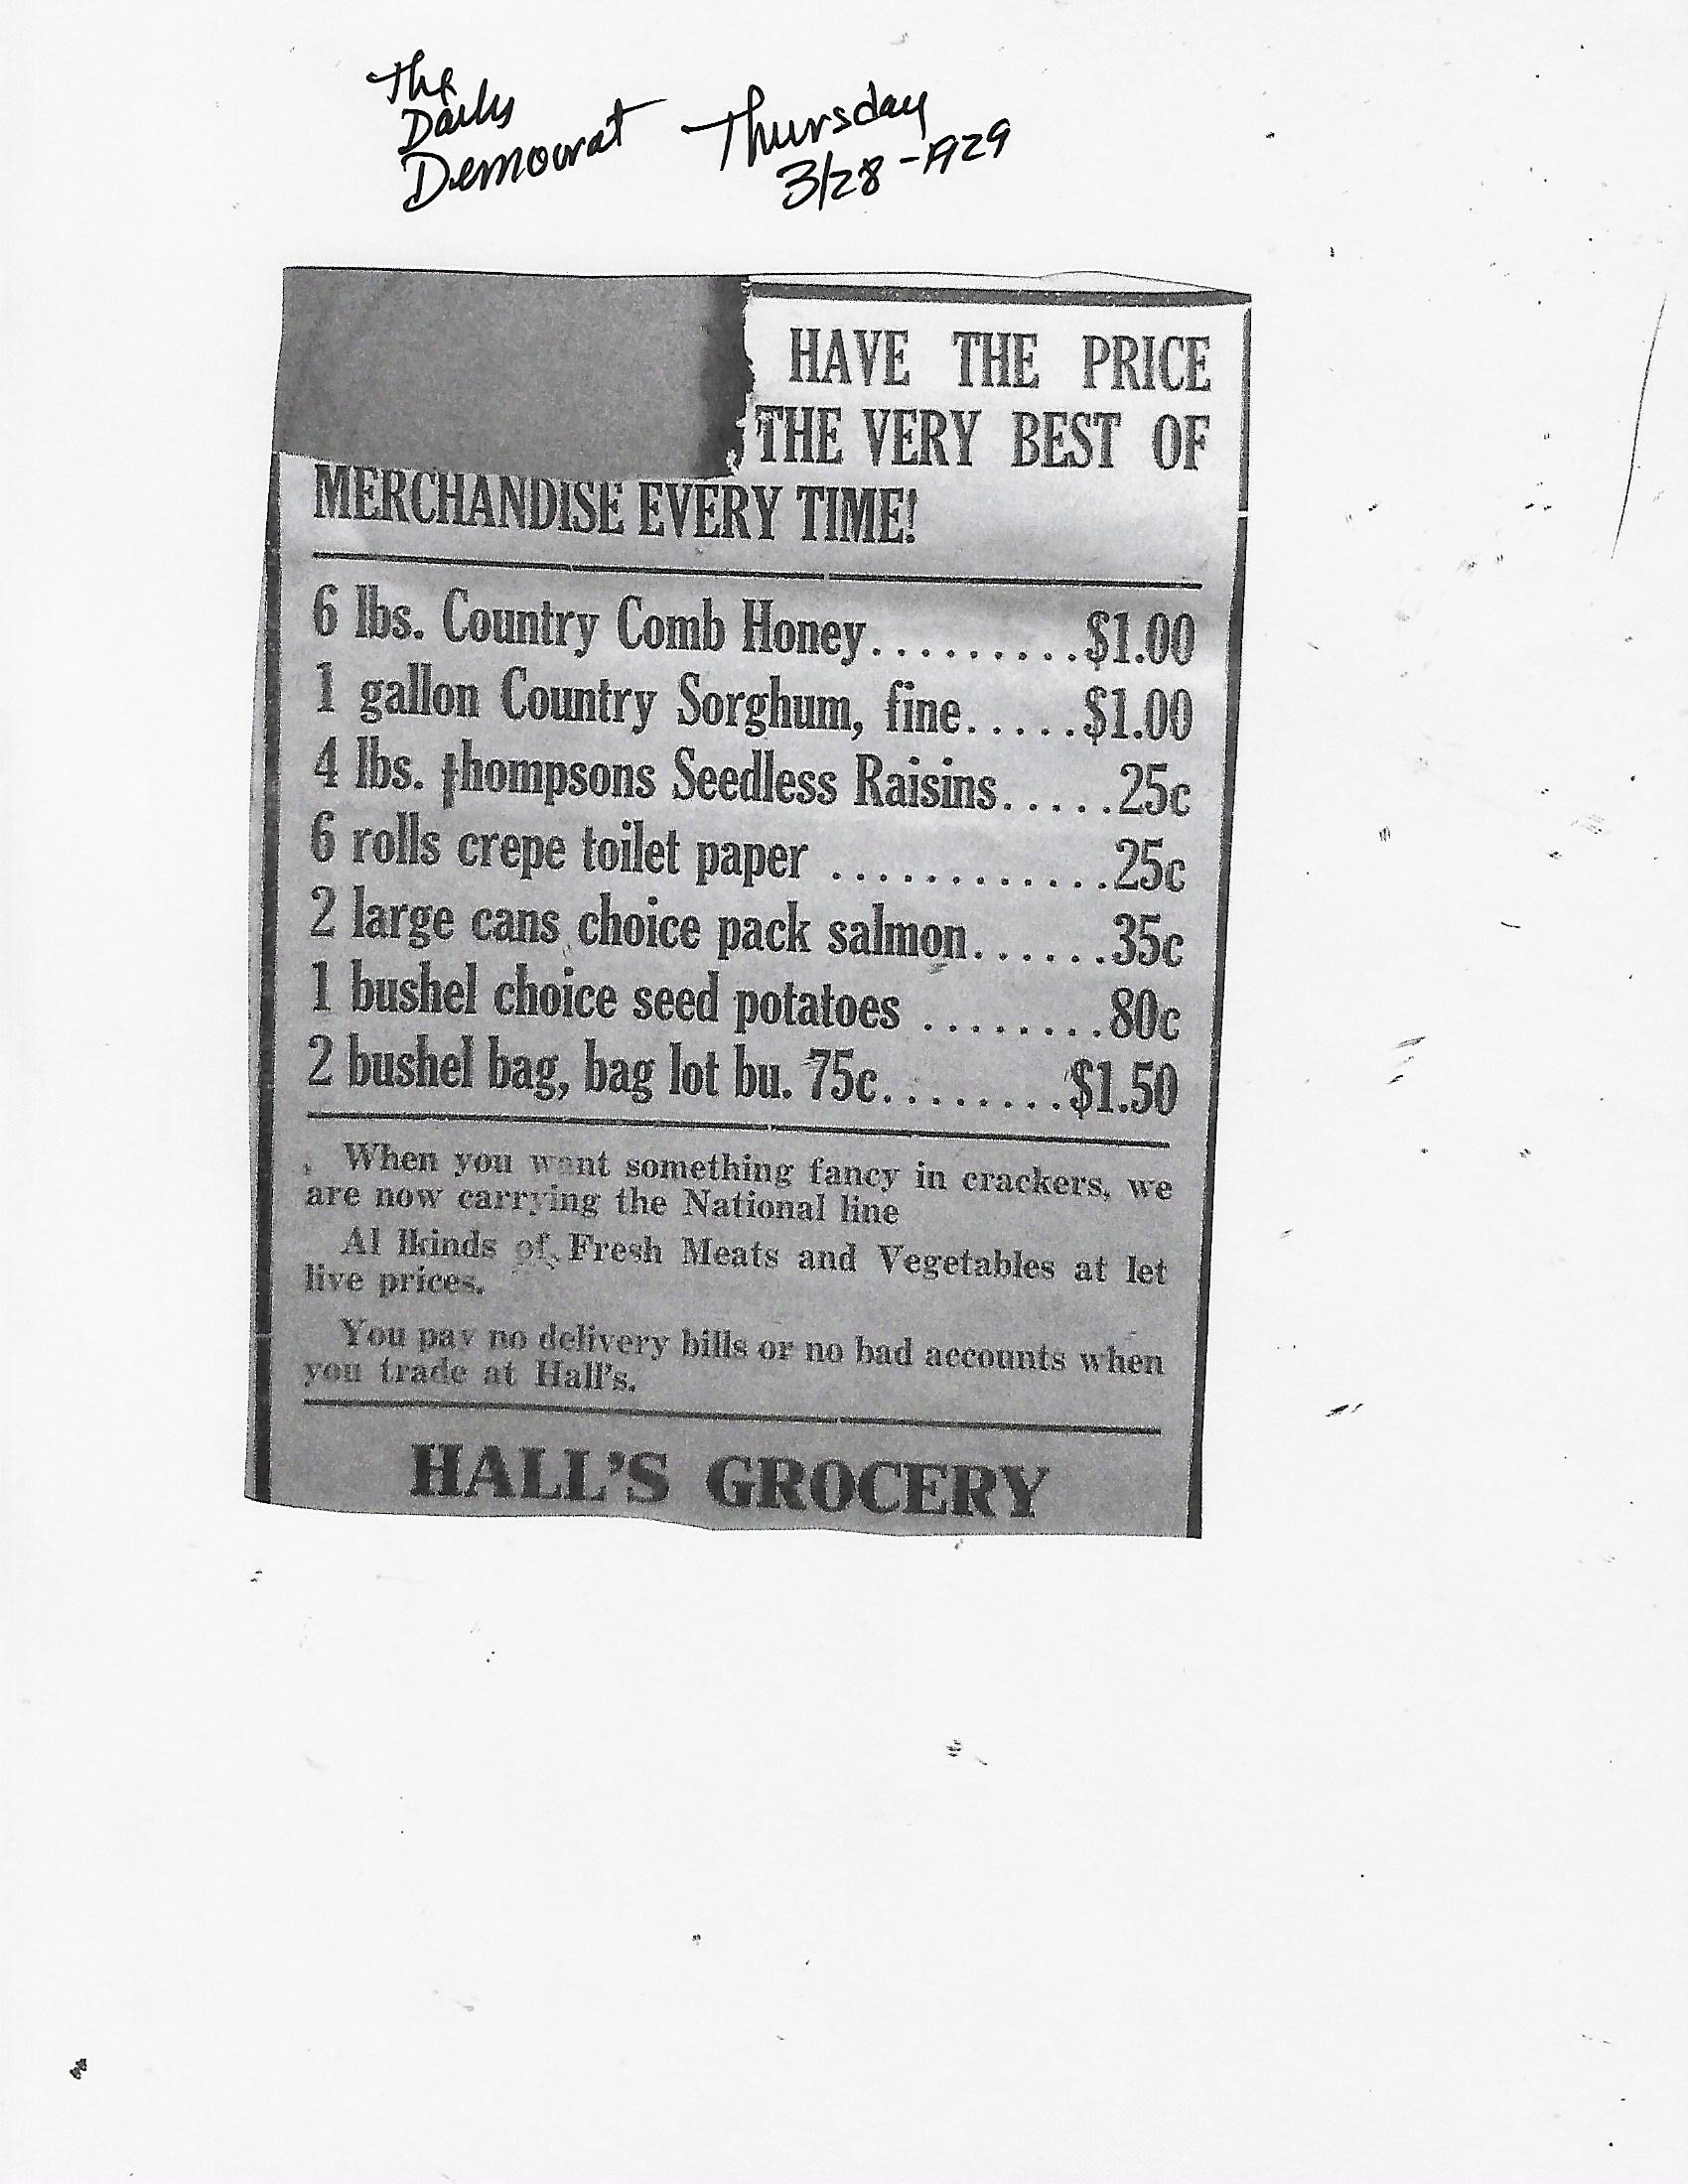 The
Daily
Democrat Thursday
3/28-1929
HAVE THE PRICE
THE VERY BEST OF
MERCHANDISE EVERY TIME!
6 lbs. Country Comb Honey.........$1.00
1 gallon Country Sorghum, fine.....$1.00
4 lbs. thompsons Seedless Raisins.....25c
6 rolls crepe toilet paper ............25c
2 large cans choice pack salmon......35c
1 bushel choice seed potatoes ........80c
2 bushel bag, bag lot bu. 75c........$1.50
When you want something fancy in crackers, we
are now carrying the National line
Al lkinds of Fresh Meats and Vegetables at let
live prices.
You pay no delivery bills or no bad accounts when
you trade at Hall's.
HALL'S GROCERY